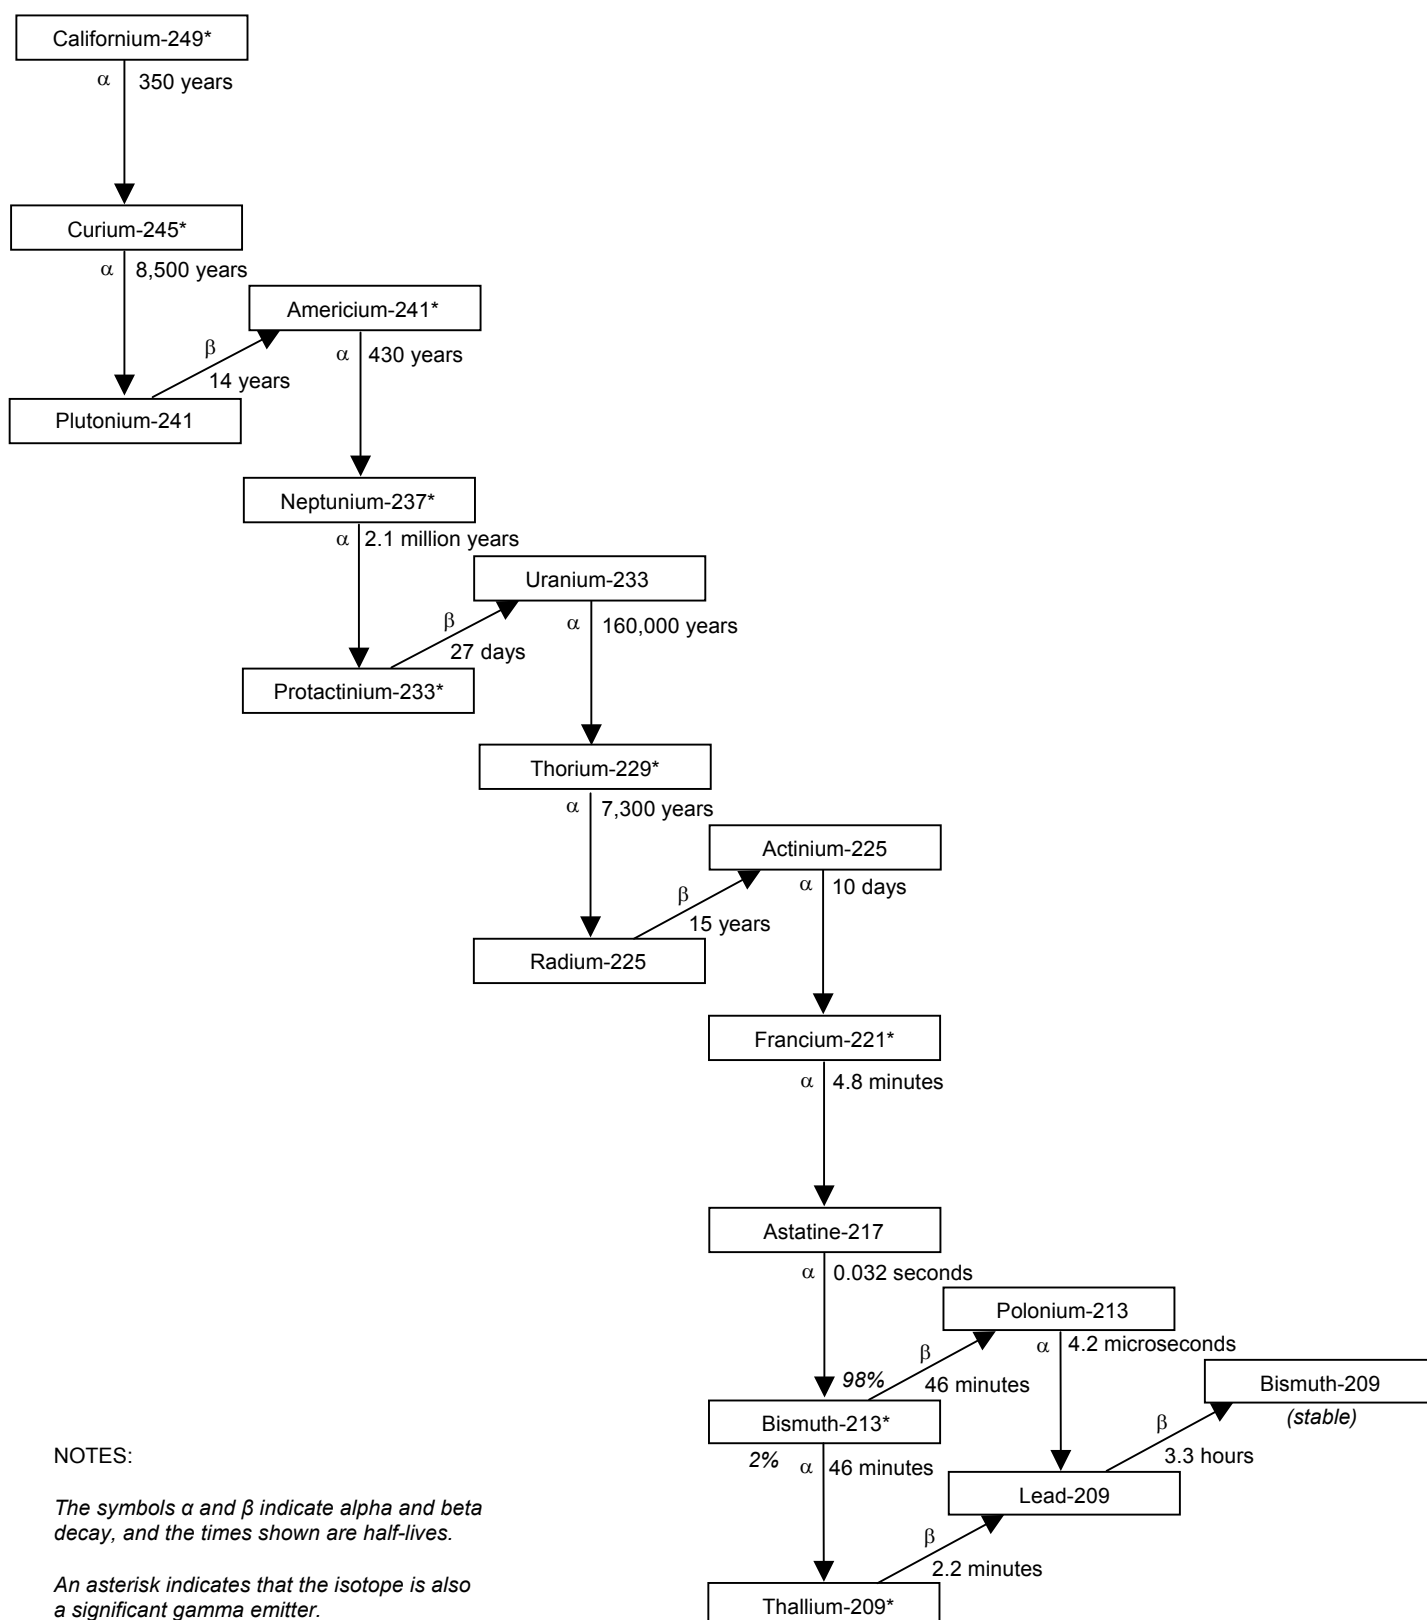 Californium-249*
α 350 years
Curium-245*
α 8,500 years
Americium-241*
β
α 430 years
14 years
Plutonium-241
Neptunium-237*
α 2.1 million years
Uranium-233
β
α 160,000 years
27 days
Protactinium-233*
Thorium-229*
α 7,300 years
Actinium-225
α 10 days
β
15 years
Radium-225
Francium-221*
α 4.8 minutes
Astatine-217
α 0.032 seconds
Polonium-213
α 4.2 microseconds
β
98% 46 minutes
Bismuth-209
(stable)
Bismuth-213*
β
3.3 hours
2% α 46 minutes
Lead-209
β
2.2 minutes
Thallium-209*
NOTES:
The symbols α and β indicate alpha and beta
decay, and the times shown are half-lives.
An asterisk indicates that the isotope is also
a significant gamma emitter.